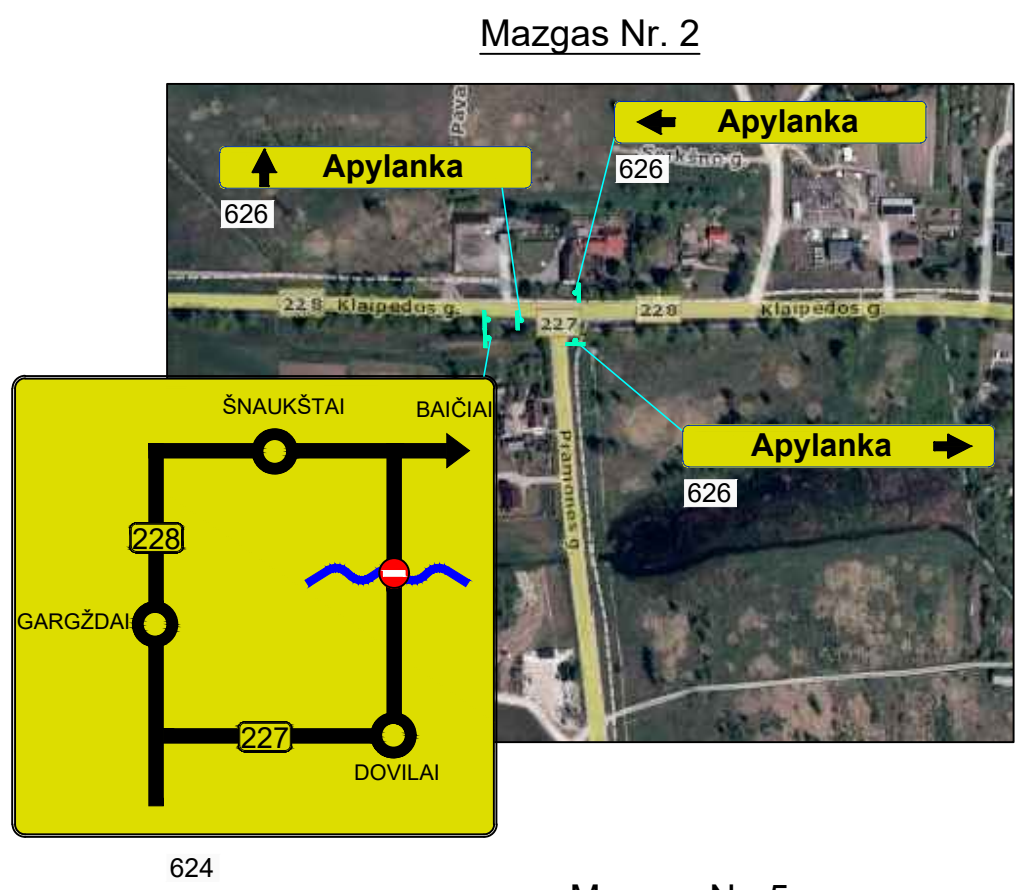 Mazgas Nr. 2
Pava
Apylanka
Apylanka
626
626
228 Klaipėdos g.
227
228
Klaipėdos g.
Pramonės g.
Apylanka
626
ŠNAUKŠTAI
BAIČIAI
228
GARGŽDAI
227
DOVILAI
624